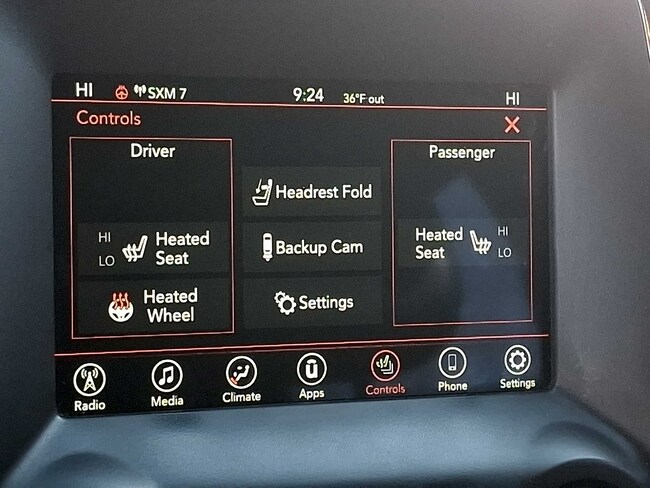 HI SXM 7 9:24 36°F out HI
Controls X
Driver
HI
LO
Heated
Seat
Heated
Wheel
Headrest Fold
Backup Cam
Settings
Passenger
Heated
Seat
HI
LO
Radio Media Climate Apps Controls Phone Settings